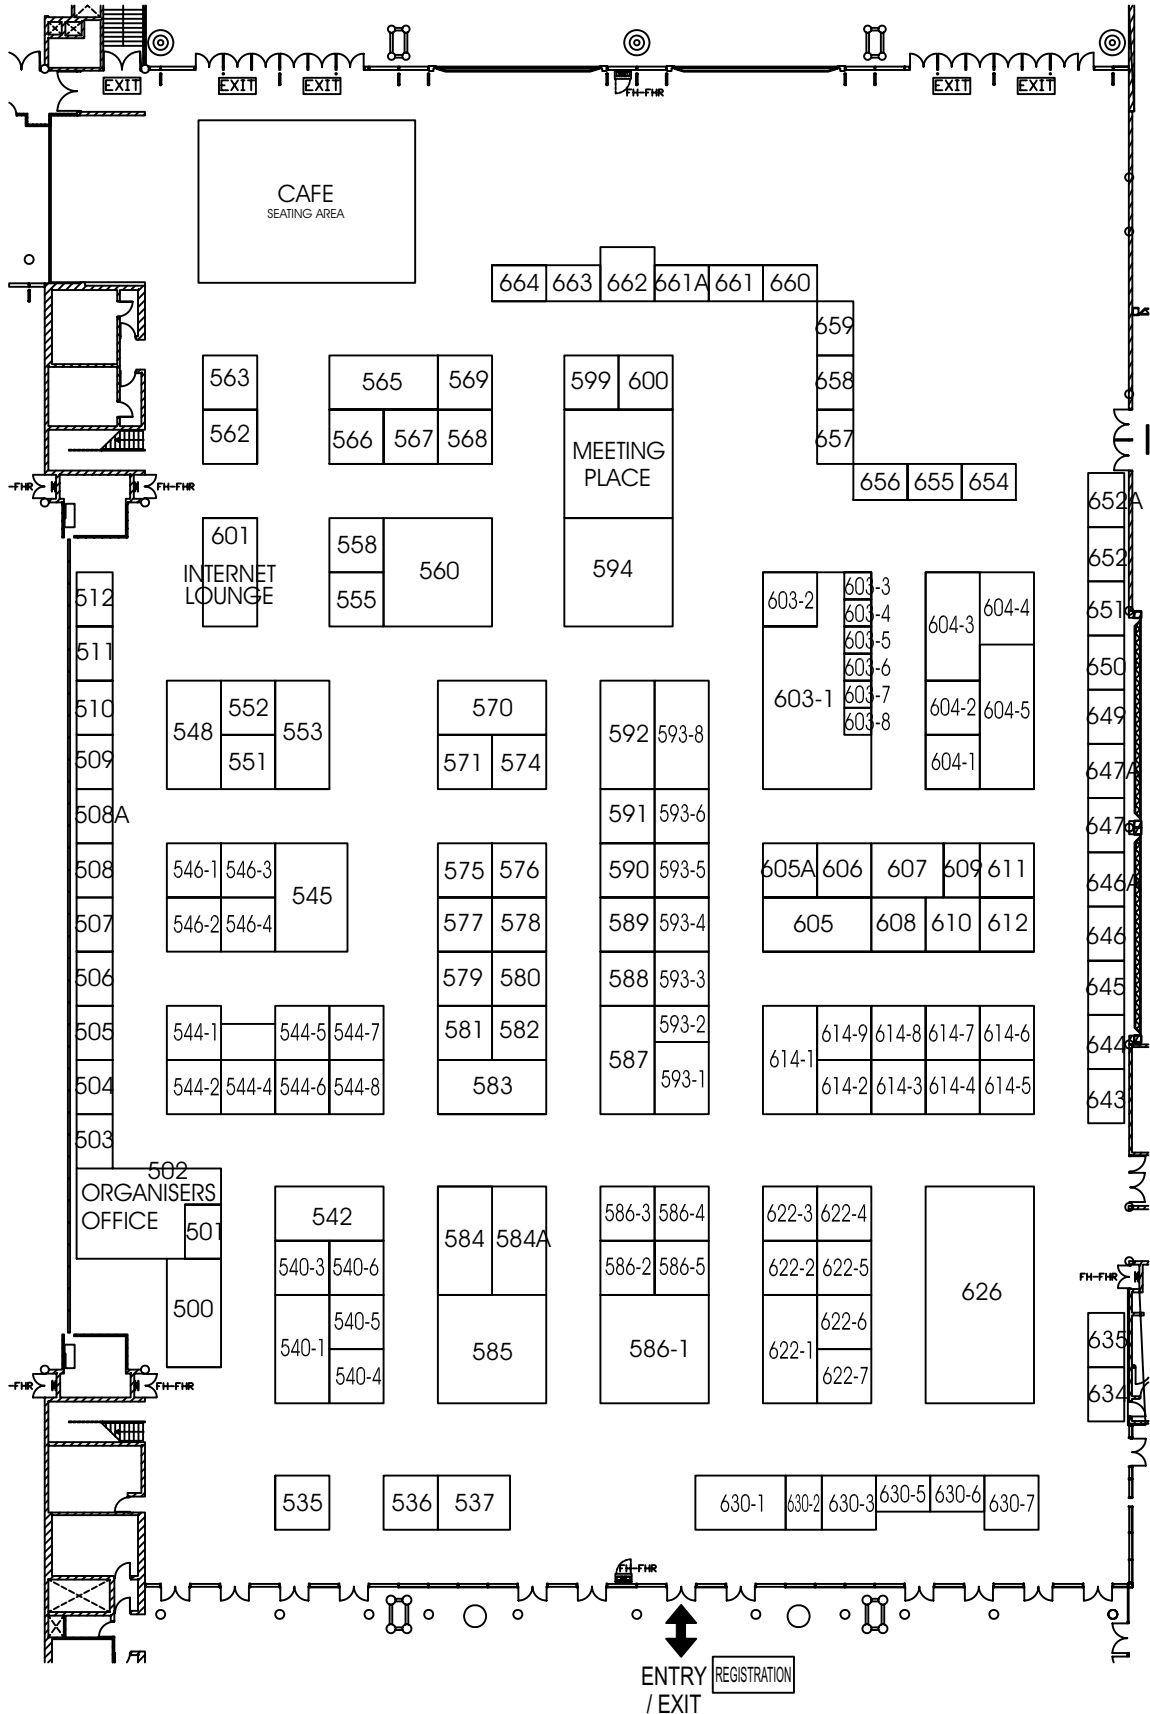 EXIT EXIT EXIT EXIT EXIT
FH-FHR
CAFE
SEATING AREA
664 663 662 661A 661 660
659
563 565 569 599 600 658
562 566 567 568 657
MEETING
PLACE
656 655 654
-FHR FH-FHR
652A
601 558 560 594
652
INTERNET
LOUNGE
512 555 603-2 603-3 604-4
603-4 651
511 603-5 604-3
603-6 650
510 548 552 553 570 592 593-8 603-1 603-7 604-2 604-5 649
603-8
509 551 571 574 604-1 647A
508A 591 593-6 647
508 546-1 546-3 545 575 576 590 593-5 605A 606 607 609 611 646A
507 546-2 546-4 577 578 589 593-4 605 608 610 612 646
506 579 580 588 593-3 645
505 544-1 544-5 544-7 581 582 593-2 614-9 614-8 614-7 614-6 644
587 614-1
504 544-2 544-4 544-6 544-8 583 593-1 614-2 614-3 614-4 614-5 643
503
502
ORGANISERS
OFFICE
501
542 584 584A 586-3 586-4 622-3 622-4
540-3 540-6 586-2 586-5 622-2 622-5 626
FH-FHR
500 540-5 622-6 635
540-1 585 586-1 622-1
540-4 622-7 634
-FHR FH-FHR
535 536 537 630-1 630-2 630-3 630-5 630-6 630-7
FH-FHR
ENTRY
/ EXIT
REGISTRATION